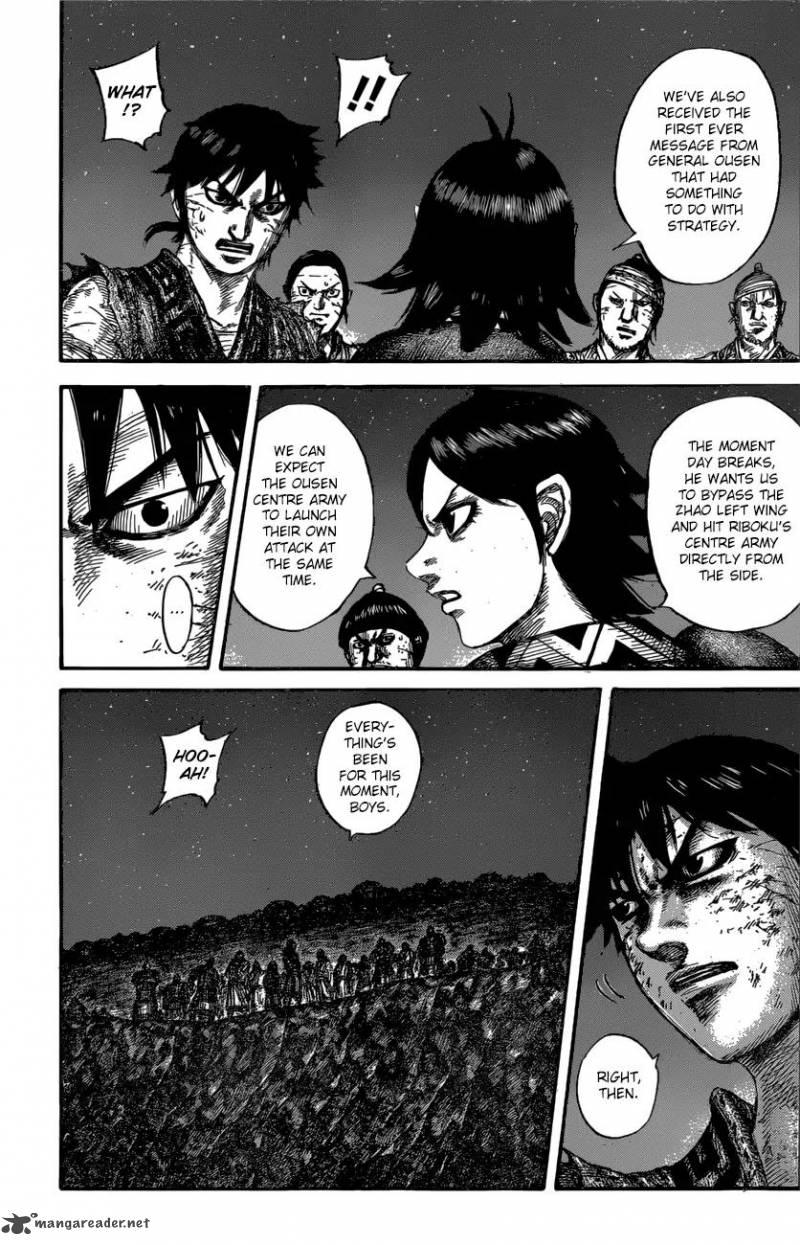 WE'VE ALSO
RECEIVED THE
FIRST EVER
MESSAGE FROM
GENERAL OUSEN
THAT HAD
SOMETHING
TO DO WITH
STRATEGY.
!!
WHAT
!?
THE MOMENT
DAY BREAKS,
HE WANTS US
TO BYPASS THE
ZHAO LEFT WING
AND HIT RIBOKU'S
CENTRE ARMY
DIRECTLY FROM
THE SIDE.
WE CAN
EXPECT THE
OUSEN
CENTRE ARMY
TO LAUNCH
THEIR OWN
ATTACK AT
THE SAME
TIME.
...
RIGHT,
THEN.
EVERY-
THING'S
BEEN
FOR THIS
MOMENT,
BOYS.
HOO-
AH!
mangareader.net